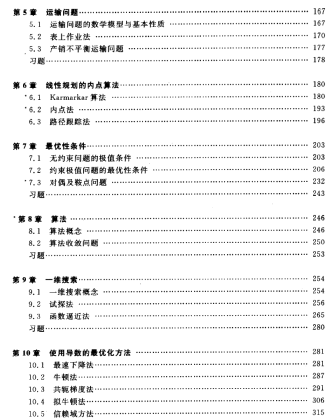 第5章 运输问题 167
5.1 运输问题的数学模型与基本性质 167
5.2 表上作业法 170
5.3 产销不平衡运输问题 177
习题 178
第6章 线性规划的内点算法 180
*6.1 Karmarkar算法 180
*6.2 内点法 193
6.3 路径跟踪法 196
第7章 最优性条件 203
7.1 无约束问题的极值条件 203
7.2 约束极值问题的最优性条件 206
*7.3 对偶及鞍点问题 232
习题 243
*第8章 算法 246
8.1 算法概念 246
8.2 算法收敛问题 250
习题 253
第9章 一维搜索 254
9.1 一维搜索概念 254
9.2 试探法 256
9.3 函数逼近法 265
习题 280
第10章 使用导数的最优化方法 281
10.1 最速下降法 281
10.2 牛顿法 287
10.3 共轭梯度法 291
10.4 拟牛顿法 306
10.5 信赖域方法 315